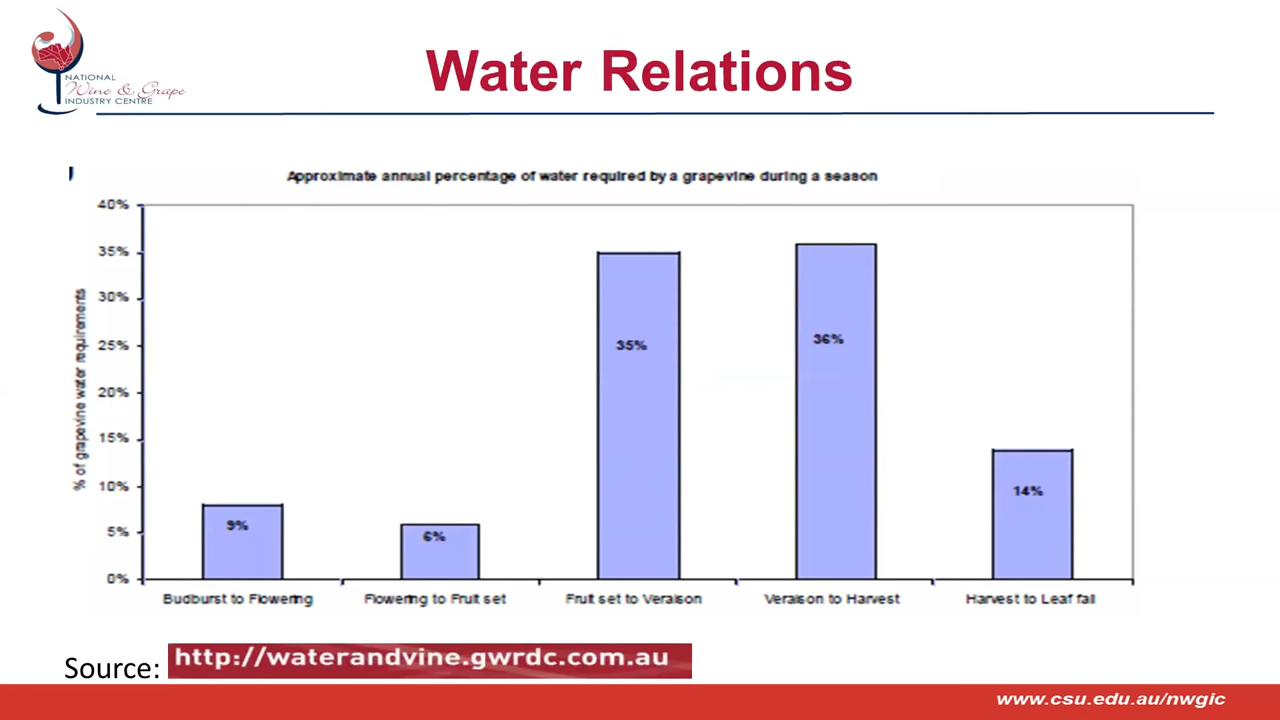 NATIONAL
Wine & Grape
INDUSTRY CENTRE
Water Relations
Approximate annual percentage of water required by a grapevine during a season
% of grapevine water requirements
40%
35%
30%
25%
20%
15%
10%
5%
0%
9%
6%
35%
36%
14%
Budburst to Flowering
Flowering to Fruit set
Fruit set to Veraison
Veraison to Harvest
Harvest to Leaf fall
Source: http://waterandvine.gwrdc.com.au
www.csu.edu.au/nwgic